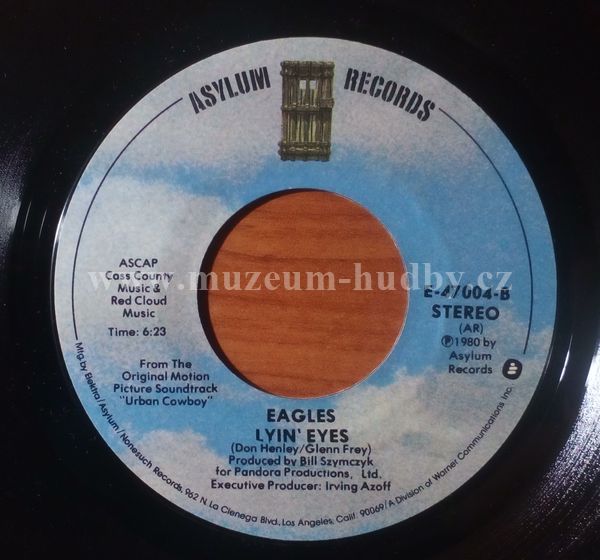 ASYLUM RECORDS
ASCAP
Cass County
Music &
Red Cloud
Music
Time: 6:23
From The
Original Motion
Picture Soundtrack
"Urban Cowboy"
www.muzeum-hudby.cz
E-47004-B
STEREO
(AR)
Ⓟ1980 by
Asylum
Records
EAGLES
LYIN' EYES
(Don Henley/Glenn Frey)
Produced by Bill Szymczyk
for Pandora Productions, Ltd.
Executive Producer: Irving Azoff
Mfg. by Elektra/Asylum/Nonesuch Records, 962 N. La Cienega Blvd., Los Angeles, Calif. 90069/A Division of Warner Communications Inc.